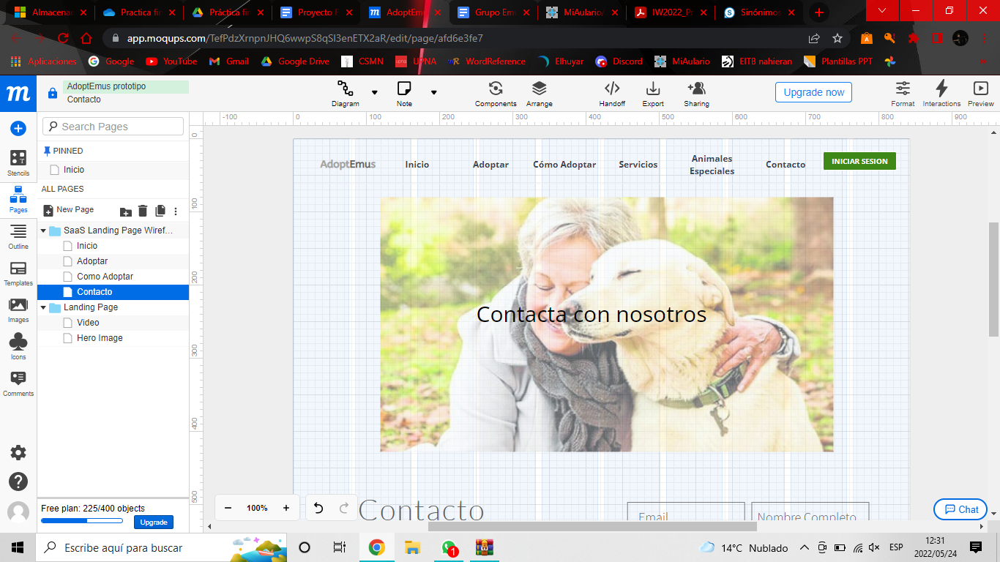 Almacenar
Practica fin
Práctica fin
Proyecto F
AdoptEmu
Grupo Emu
MiAulario/
IW2022_Pr
Sinónimos
app.moqups.com/TefPdzXrnpnJHQ6wwpS8qSl3enETX2aR/edit/page/afd6e3fe7
Aplicaciones
Google
YouTube
Gmail
Google Drive
CSMN
UPNA
WordReference
Elhuyar
Discord
MiAulario
EITB nahieran
Plantillas PPT
AdoptEmus prototipo
Contacto
Diagram
Note
Components
Arrange
Handoff
Export
Sharing
Upgrade now
Format
Interactions
Preview
Search Pages
PINNED
Inicio
ALL PAGES
New Page
SaaS Landing Page Wiref...
Inicio
Adoptar
Como Adoptar
Contacto
Landing Page
Video
Hero Image
Stencils
Pages
Outline
Templates
Images
Icons
Comments
Free plan: 225/400 objects
Upgrade
-100 0 100 200 300 400 500 600 700 800 900
0
100
200
300
400
500
AdoptEmus
Inicio
Adoptar
Cómo Adoptar
Servicios
Animales
Especiales
Contacto
INICIAR SESION
Contacta con nosotros
Contacto
Email
Nombre Completo
100%
Chat
Escribe aquí para buscar
1
14°C Nublado
ESP
12:31
2022/05/24